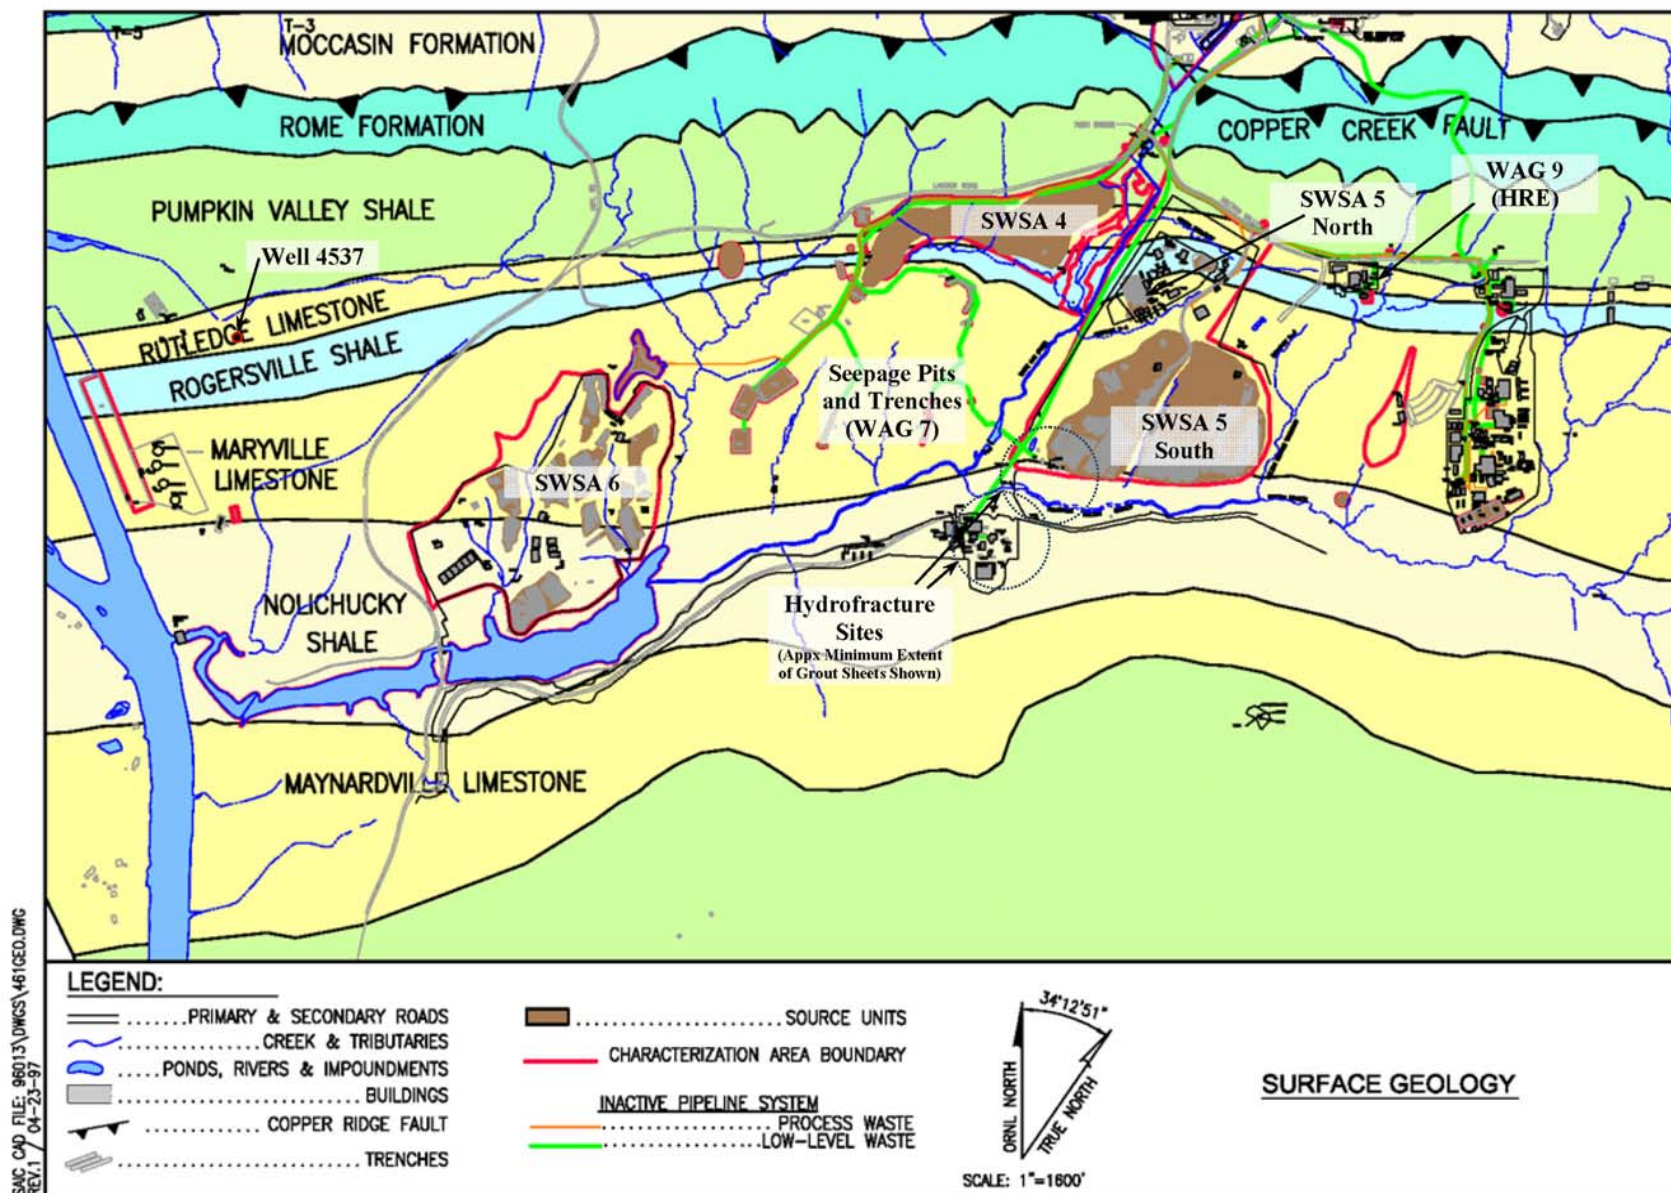 T-3
T-3
MOCCASIN FORMATION
ROME FORMATION
COPPER CREEK FAULT
WAG 9
(HRE)
SWSA 5
North
SWSA 4
PUMPKIN VALLEY SHALE
Well 4537
RUTLEDGE LIMESTONE
ROGERSVILLE SHALE
Seepage Pits
and Trenches
(WAG 7)
SWSA 5
South
MARYVILLE
LIMESTONE
SWSA 6
NOLICHUCKY
SHALE
Hydrofracture
Sites
(Appx Minimum Extent
of Grout Sheets Shown)
MAYNARDVILLE LIMESTONE
SAIC CAD FILE: 96013\DWGS\461GEO.DWG
REV.1 / 04-23-97
LEGEND:
PRIMARY & SECONDARY ROADS
CREEK & TRIBUTARIES
PONDS, RIVERS & IMPOUNDMENTS
BUILDINGS
COPPER RIDGE FAULT
TRENCHES
SOURCE UNITS
CHARACTERIZATION AREA BOUNDARY
INACTIVE PIPELINE SYSTEM
PROCESS WASTE
LOW-LEVEL WASTE
34°12'51"
ORNL NORTH
TRUE NORTH
SCALE: 1"=1600'
SURFACE GEOLOGY